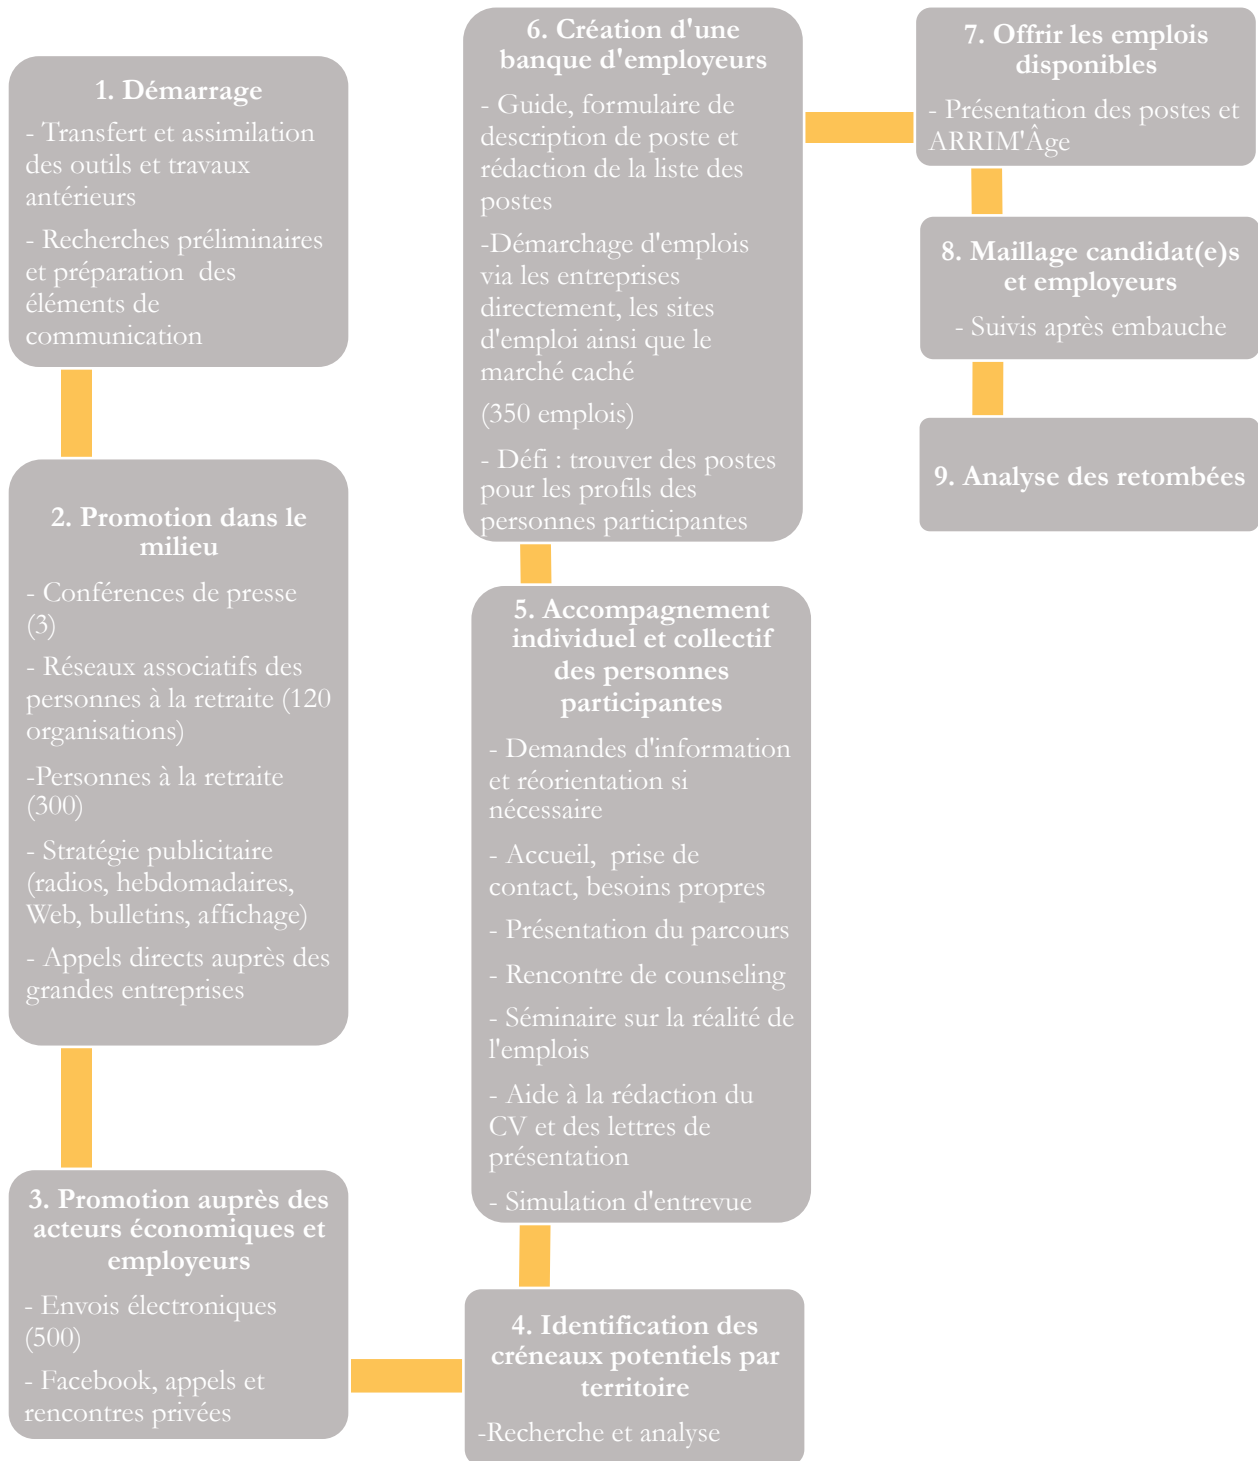 1. Démarrage
- Transfert et assimilation
des outils et travaux
antérieurs
- Recherches préliminaires
et préparation  des
éléments de
communication
2. Promotion dans le
milieu
- Conférences de presse
(3)
- Réseaux associatifs des
personnes à la retraite (120
organisations)
-Personnes à la retraite
(300)
- Stratégie publicitaire
(radios, hebdomadaires,
Web, bulletins, affichage)
- Appels directs auprès des
grandes entreprises
3. Promotion auprès des
acteurs économiques et
employeurs
- Envois électroniques
(500)
- Facebook, appels et
rencontres privées
4. Identification des
créneaux potentiels par
territoire
-Recherche et analyse
5. Accompagnement
individuel et collectif
des personnes
participantes
- Demandes d'information
et réorientation si
nécessaire
- Accueil,  prise de
contact, besoins propres
- Présentation du parcours
- Rencontre de counseling
- Séminaire sur la réalité de
l'emplois
- Aide à la rédaction du
CV et des lettres de
présentation
- Simulation d'entrevue
6. Création d'une
banque d'employeurs
- Guide, formulaire de
description de poste et
rédaction de la liste des
postes
-Démarchage d'emplois
via les entreprises
directement, les sites
d'emploi ainsi que le
marché caché
(350 emplois)
- Défi : trouver des postes
pour les profils des
personnes participantes
7. Offrir les emplois
disponibles
- Présentation des postes et
ARRIM'Âge
8. Maillage candidat(e)s
et employeurs
- Suivis après embauche
9. Analyse des retombées